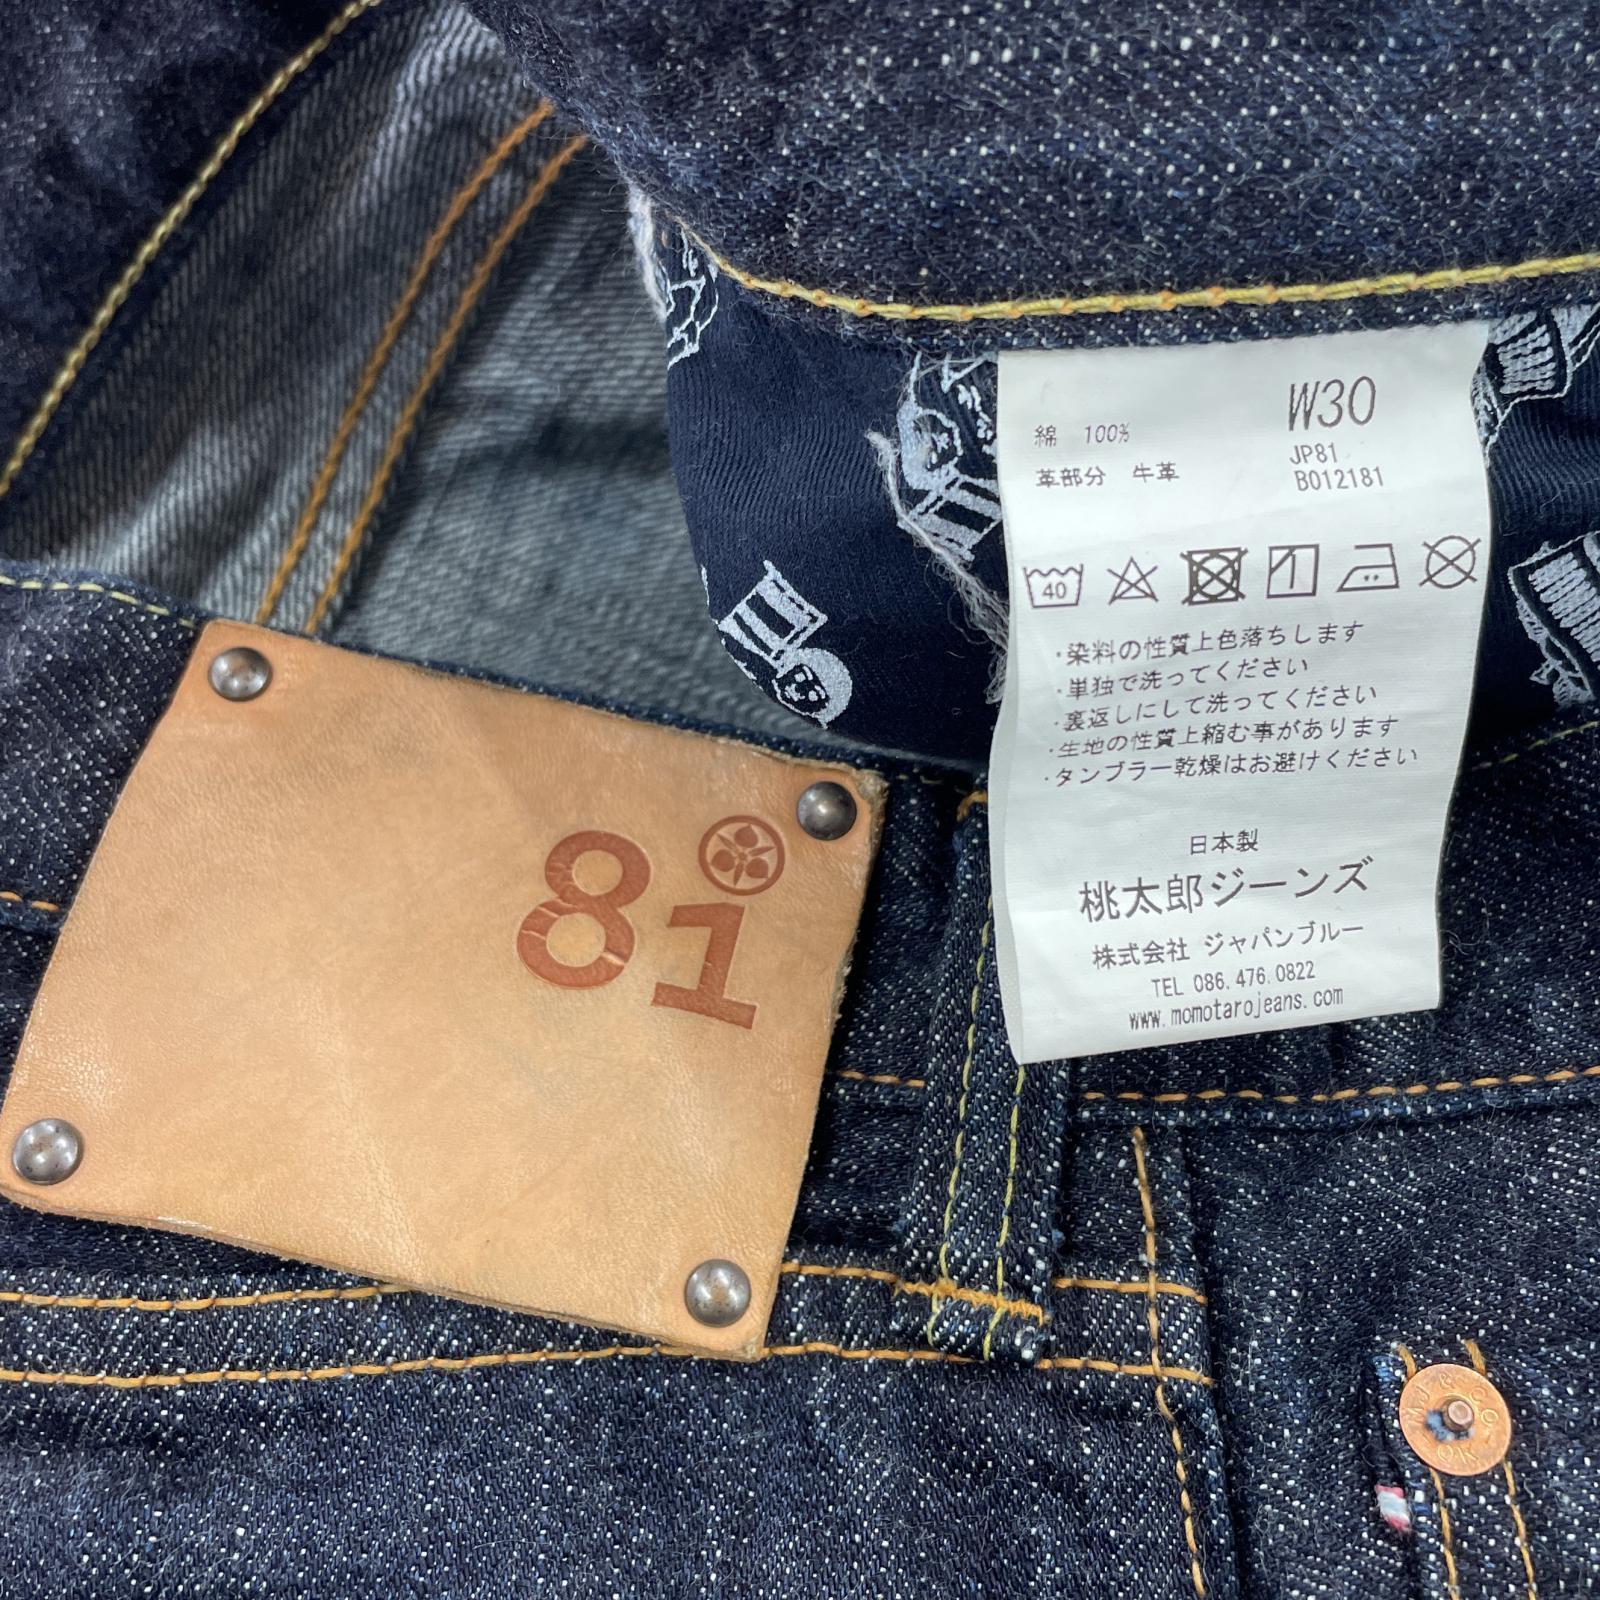 W30
綿 100%
JP81
革部分 牛革
B012181
40
・染料の性質上色落ちします
・単独で洗ってください
・裏返しにして洗ってください
・生地の性質上縮む事があります
・タンブラー乾燥はお避けください
日本製
桃太郎ジーンズ
株式会社 ジャパンブルー
TEL 086.476.0822
www.momotarojeans.com
81
M.J & CO
OK